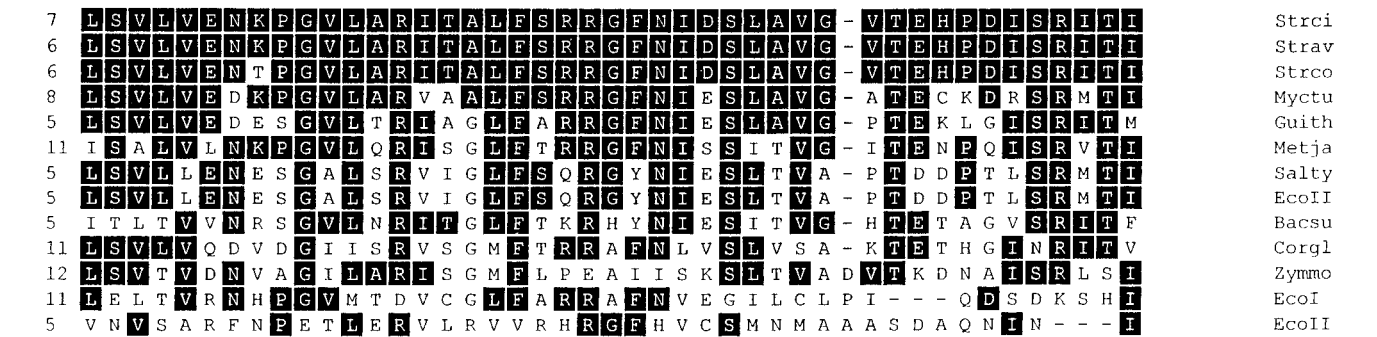 7 LSVLVENKPGVLARITALFSRRGFNIDSLAVG-VTEHPDISRITI Strci
6 LSVLVENKPGVLARITALFSRRGFNIDSLAVG-VTEHPDISRITI Strav
6 LSVLVENTPGVLARITALFSRRGFNIDSLAVG-VTEHPDISRITI Strco
8 LSVLVEDKPGVLARVAALFSRRGFNIESLAVG-ATECKDRSRMTI Myctu
5 LSVLVEDESGVLTRIAGLFARRGFNIESLAVG-PTEKLGISRITM Guith
11 ISALVLNKPGVLQRISGLFTRRGFNISSITVG-ITENPQISRVTI Metja
5 LSVLLENESGALSRVIGLFSQRGYNIESLTVA-PTDDPTLSRMTI Salty
5 LSVLLENESGALSRVIGLFSQRGYNIESLTVA-PTDDPTLSRMTI EcoII
5 ITLTVVNRSGVLNRITGLFTKRHYNIESITVG-HTETAGVSRITF Bacsu
11 LSVLVQDVDGIISRVSGMFTRRAFNLVSLVSA-KTETHGINRITV Corgl
12 LSVTVDNVAGILARISGMFLPEAIISKSLTVADVTKDNAISRLSI Zymmo
11 LELTVRNHPGVMTDVCGLFARRAFNVEGILCLPI---QDSDKSHI EcoI
5 VNVSARFNPETLERVLRVVRHRGFHVCSMNMAAASDAQNIN---I EcoII